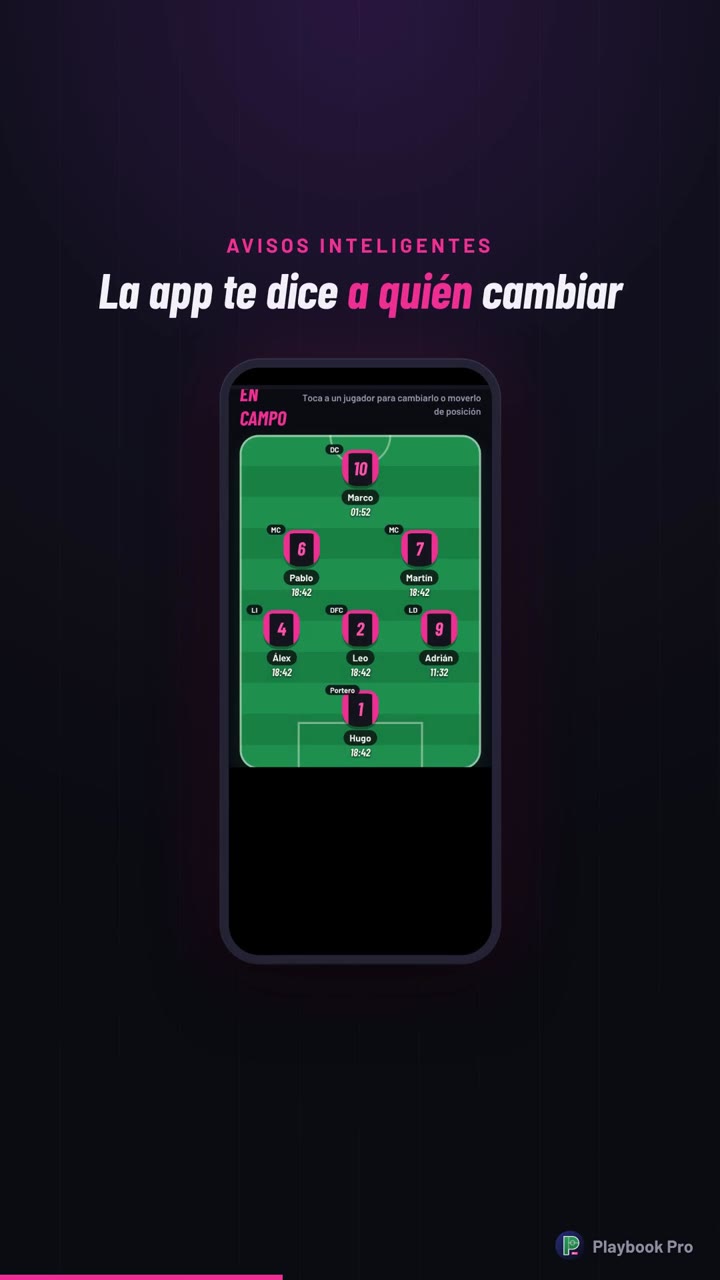 AVISOS INTELIGENTES
La app te dice a quién cambiar
EN
CAMPO
Toca a un jugador para cambiarlo o moverlo
de posición
DC
10
Marco
01:52
MC
6
Pablo
18:42
MC
7
Martín
18:42
LI
4
Álex
18:42
DFC
2
Leo
18:42
LD
9
Adrián
11:32
Portero
1
Hugo
18:42
Playbook Pro